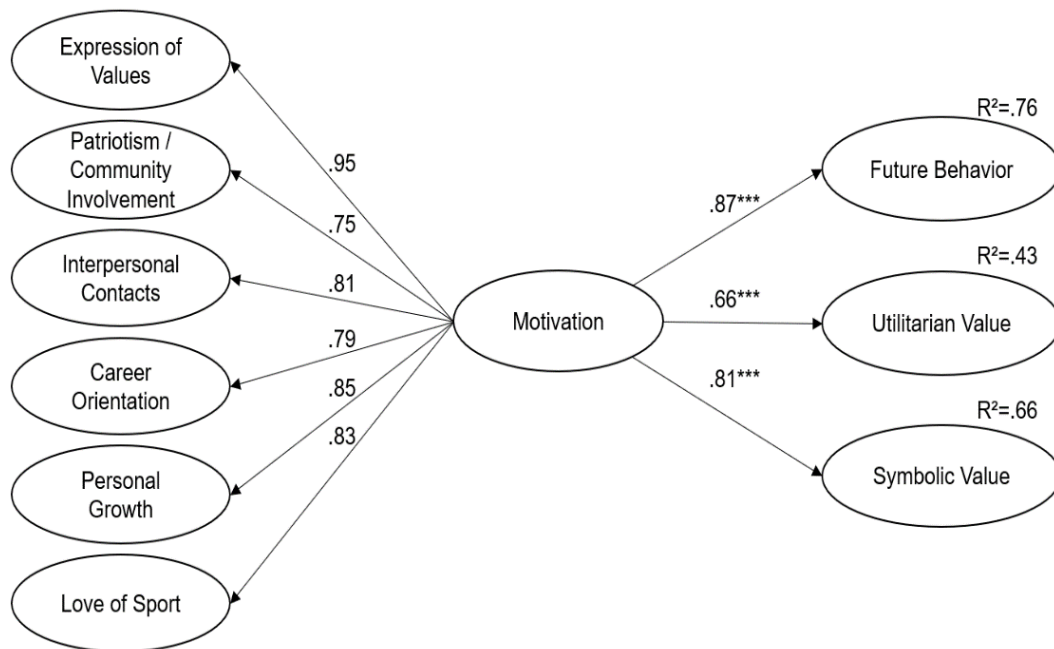 Expression of
Values
Patriotism /
Community
Involvement
Interpersonal
Contacts
Career
Orientation
Personal
Growth
Love of Sport
.95
.75
.81
.79
.85
.83
Motivation
.87***
.66***
.81***
R²=.76
Future Behavior
R²=.43
Utilitarian Value
R²=.66
Symbolic Value